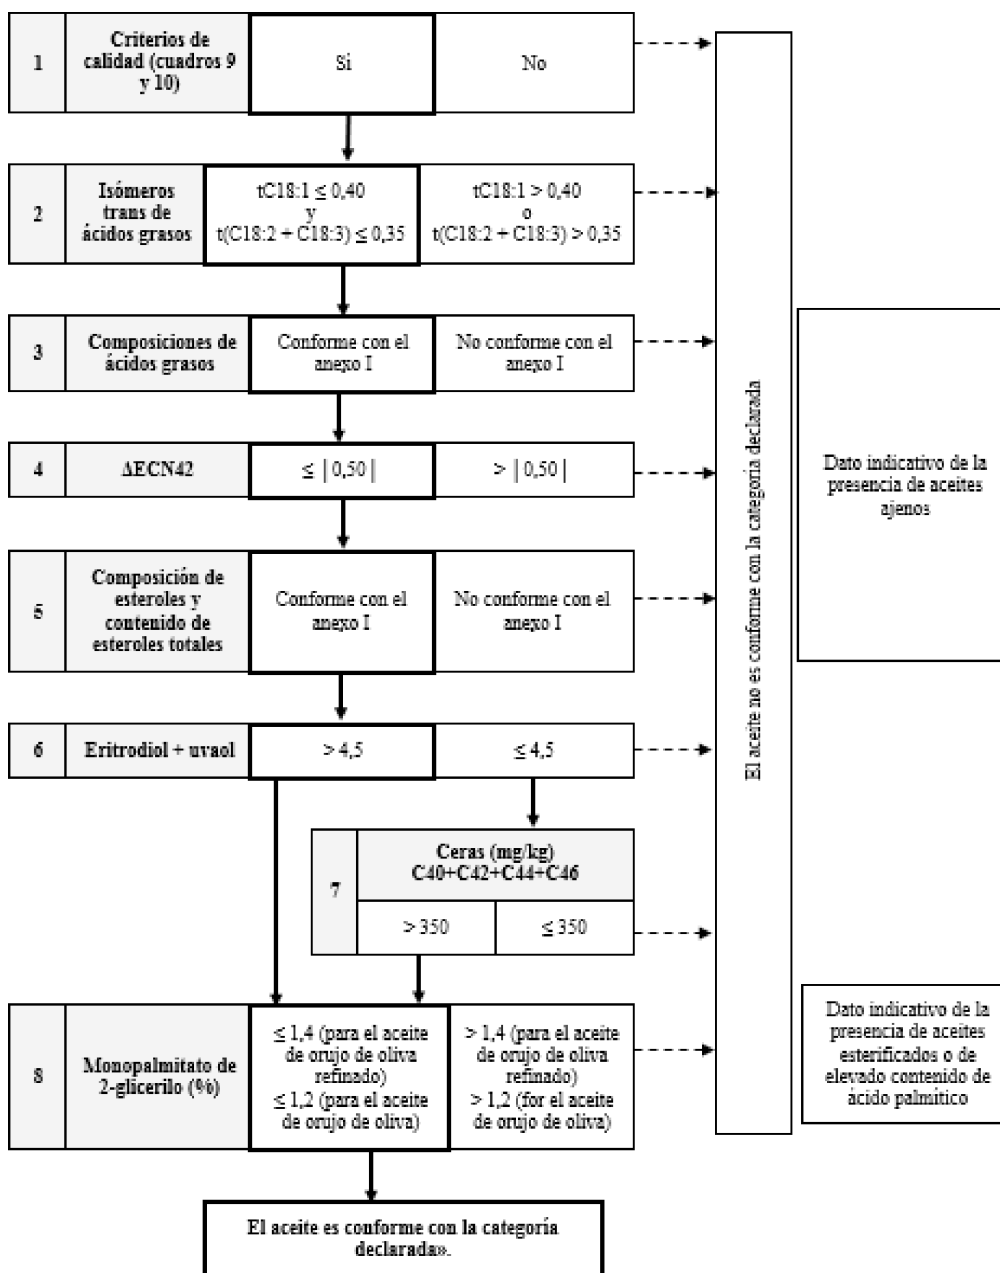 1
Criterios de
calidad (cuadros 9
y 10)
Si
No
2
Isómeros
trans de
ácidos grasos
tC18:1 ≤ 0,40
y
t(C18:2 + C18:3) ≤ 0,35
tC18:1 > 0,40
o
t(C18:2 + C18:3) > 0,35
3
Composiciones de
ácidos grasos
Conforme con el
anexo I
No conforme con el
anexo I
4
ΔECN42
≤ | 0,50 |
> | 0,50 |
5
Composición de
esteroles y
contenido de
esteroles totales
Conforme con el
anexo I
No conforme con el
anexo I
6
Eritrodiol + uvaol
> 4,5
≤ 4,5
7
Ceras (mg/kg)
C40+C42+C44+C46
> 350
≤ 350
8
Monopalmitato de
2-glicerilo (%)
≤ 1,4 (para el aceite
de orujo de oliva
refinado)
≤ 1,2 (para el aceite
de orujo de oliva)
> 1,4 (para el aceite
de orujo de oliva
refinado)
> 1,2 (for el aceite
de orujo de oliva)
El aceite es conforme con la categoría
declarada».
El aceite no es conforme con la categoría declarada
Dato indicativo de la
presencia de aceites
ajenos
Dato indicativo de la
presencia de aceites
esterificados o de
elevado contenido de
ácido palmítico